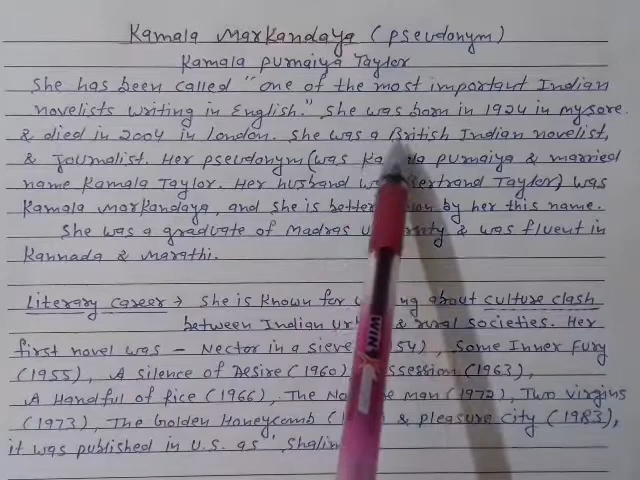 Kamala Markandaya (pseudonym)
Kamala Purnaiya Taylor
She has been called "one of the most important Indian
novelists writing in English." She was born in 1924 in mysore.
& died in 2004 in London. She was a British Indian novelist,
& Journalist. Her pseudonym (was Purnaiya & married
name Kamala Taylor. Her husband Taylor) was
Kamala Markandaya, and she is better by her this name.
She was a graduate of Madras & was fluent in
Kannada & Marathi.
Literary career → She is known for about culture clash
between Indian & rural societies. Her
first novel was - Nector in a sieve 54), Some Inner Fury
(1955), A Silence of Desire (1960) (1963),
A Handful of Rice (1966), The man (1972), Two Virgins
(1973), The Golden Honeycomb & Pleasure City (1983),
it was published in U.S. as "Shalim
WIN